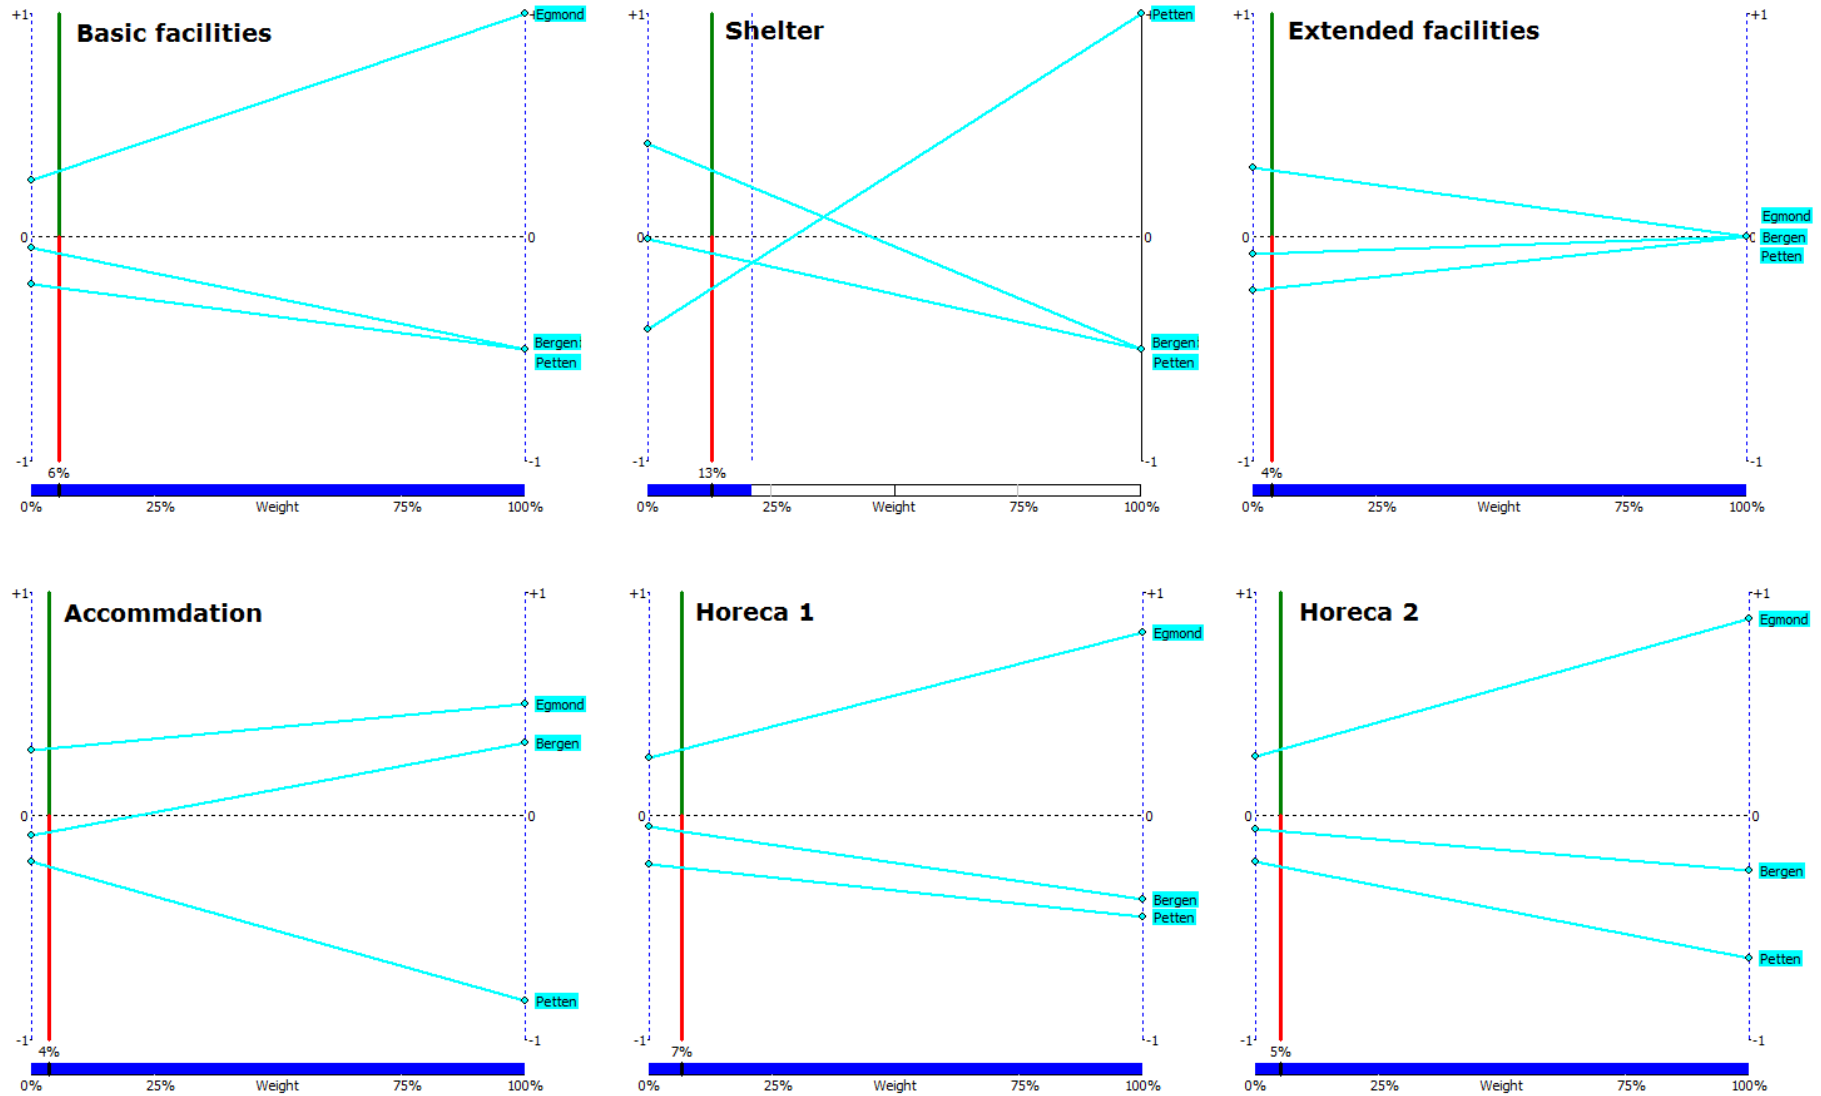 Basic facilities
+1
+1
Egmond
0
0
Bergen:
Petten
-1
-1
6%
0%
25%
Weight
75%
100%
Shelter
+1
Petten
0
0
Bergen:
Petten
-1
-1
13%
0%
25%
Weight
75%
100%
Extended facilities
+1
+1
Egmond
0
Bergen
Petten
-1
-1
4%
0%
25%
Weight
75%
100%
Accommdation
+1
+1
Egmond
Bergen
0
0
Petten
-1
-1
4%
0%
25%
Weight
75%
100%
Horeca 1
+1
+1
Egmond
0
0
Bergen
Petten
-1
-1
7%
0%
25%
Weight
75%
100%
Horeca 2
+1
+1
Egmond
0
0
Bergen
Petten
-1
-1
5%
0%
25%
Weight
75%
100%